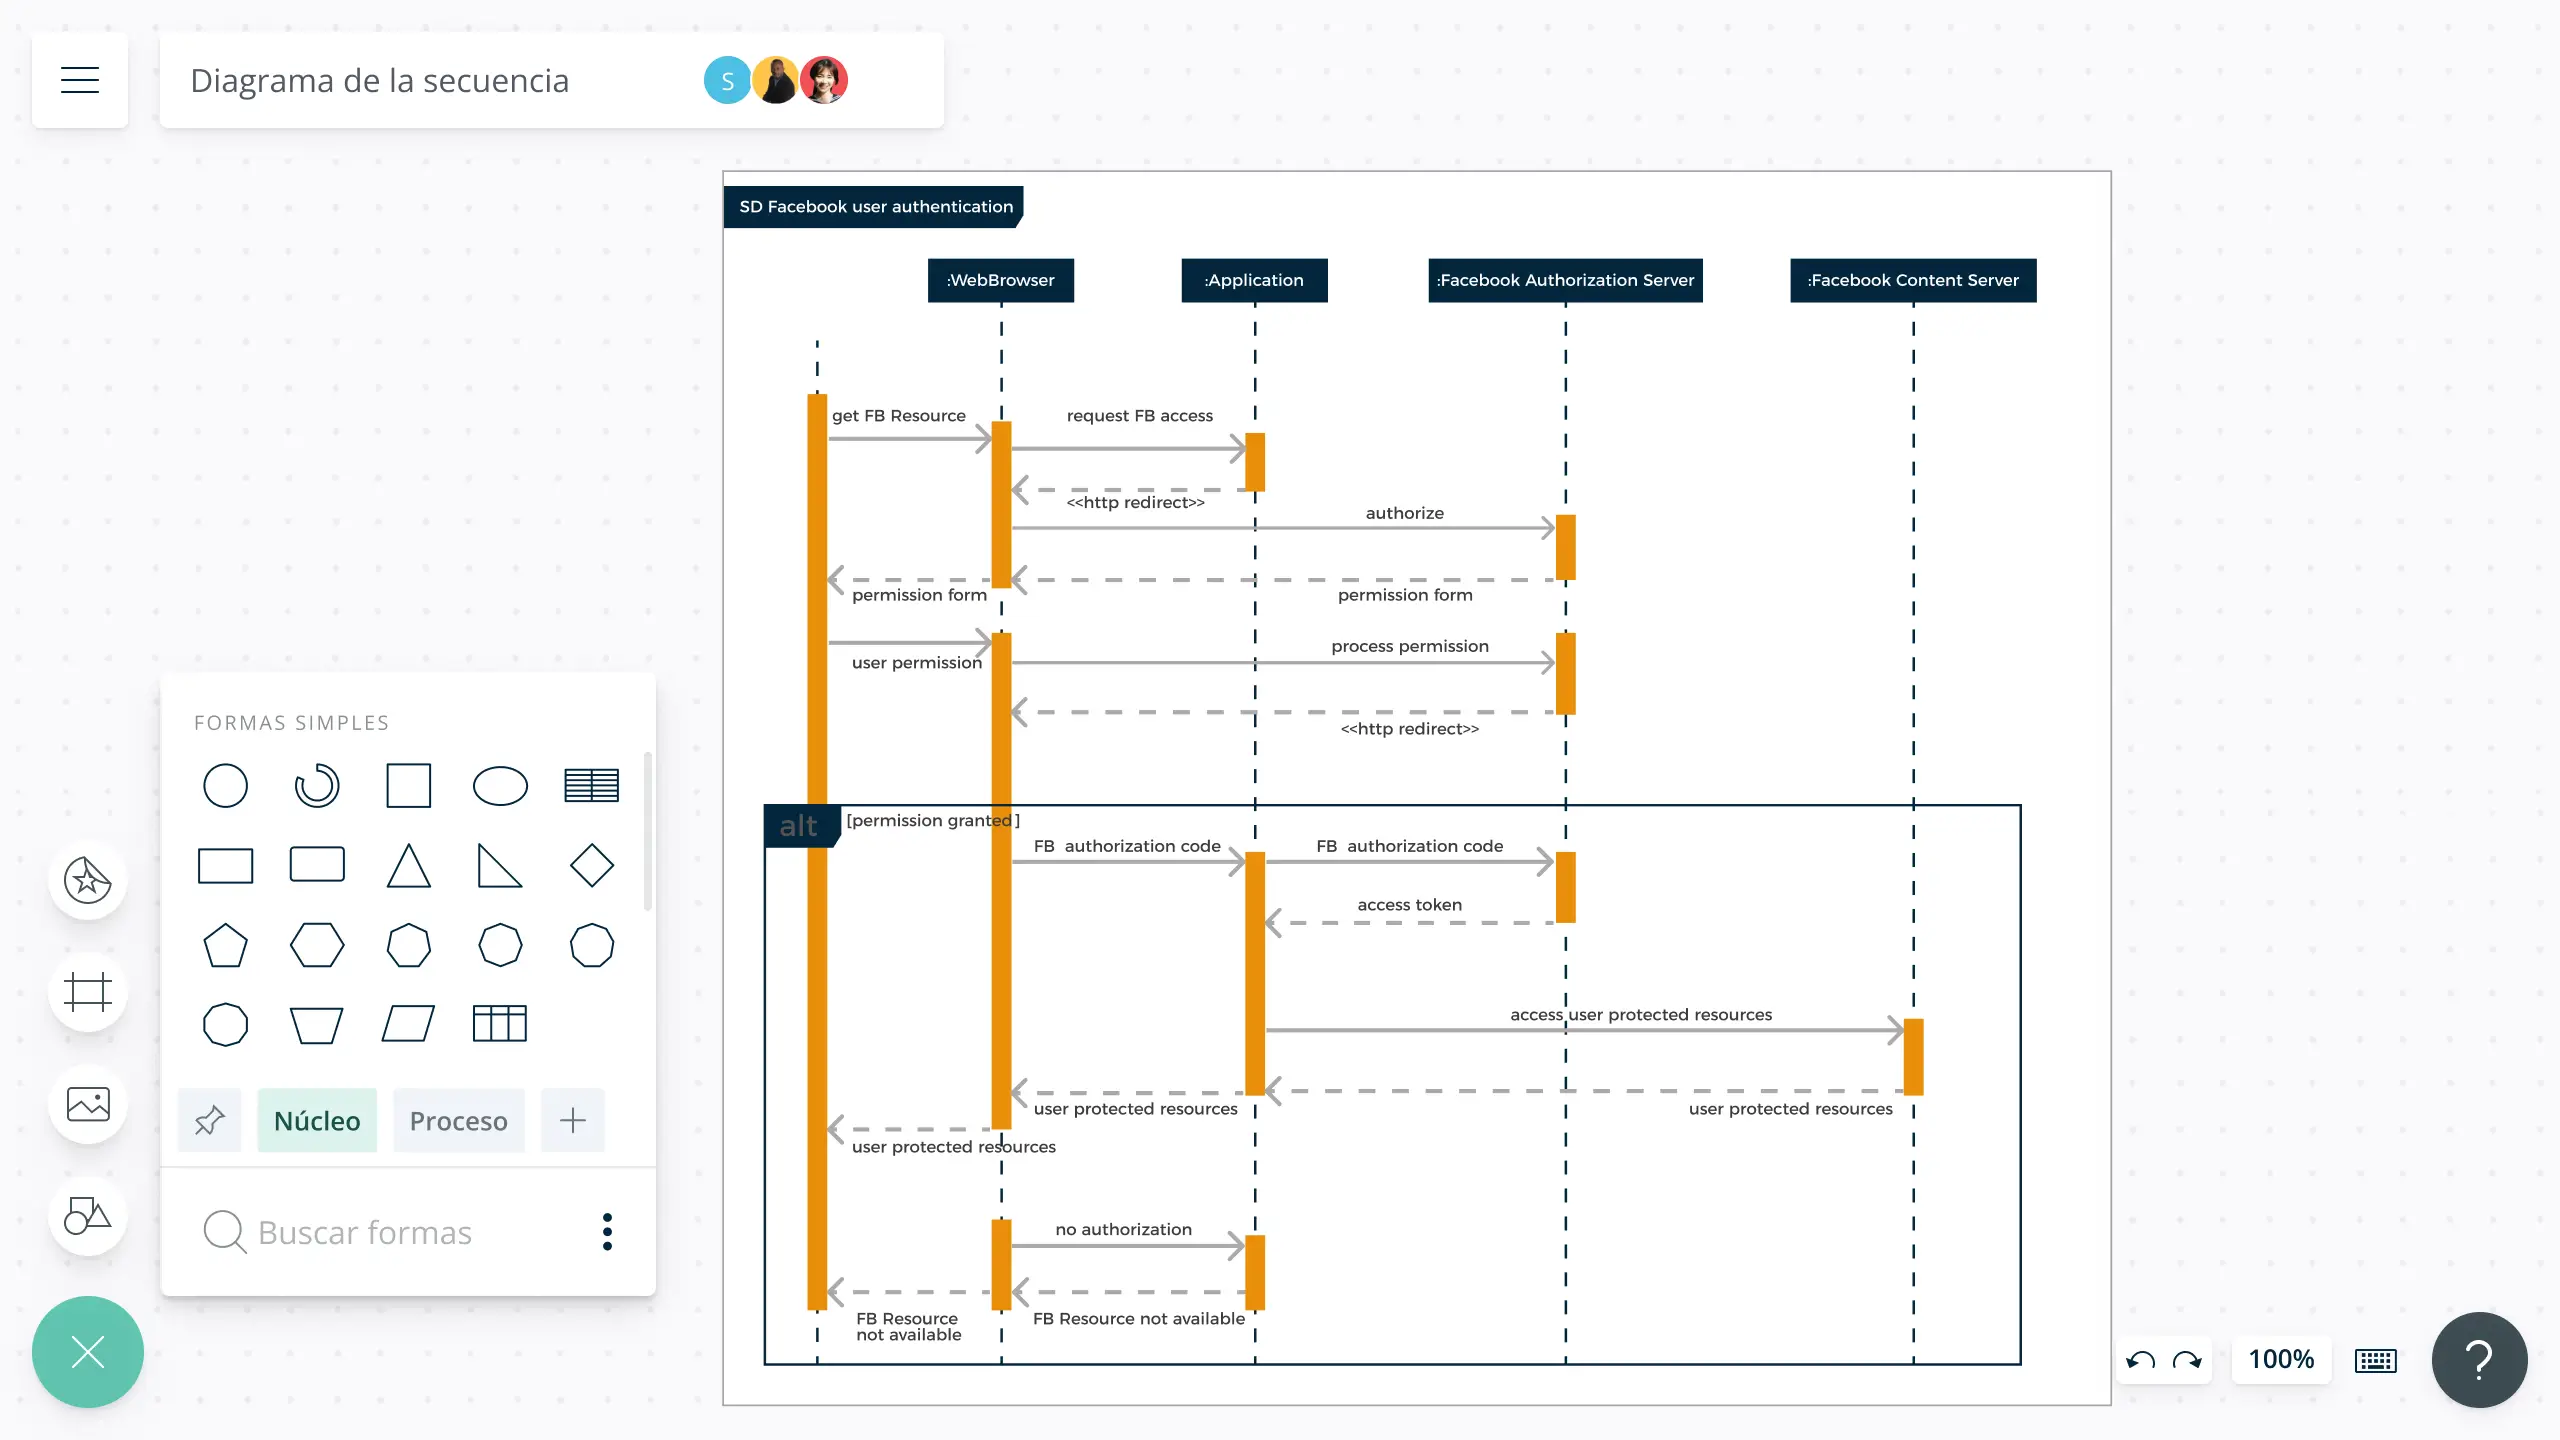 Diagrama de la secuencia
S
SD Facebook user authentication
:WebBrowser
:Application
:Facebook Authorization Server
:Facebook Content Server
get FB Resource
request FB access
<<http redirect>>
authorize
permission form
permission form
user permission
process permission
<<http redirect>>
alt
[permission granted]
FB authorization code
FB authorization code
access token
access user protected resources
user protected resources
user protected resources
user protected resources
no authorization
FB Resource
not available
FB Resource not available
FORMAS SIMPLES
Núcleo
Proceso
Buscar formas
100%
?